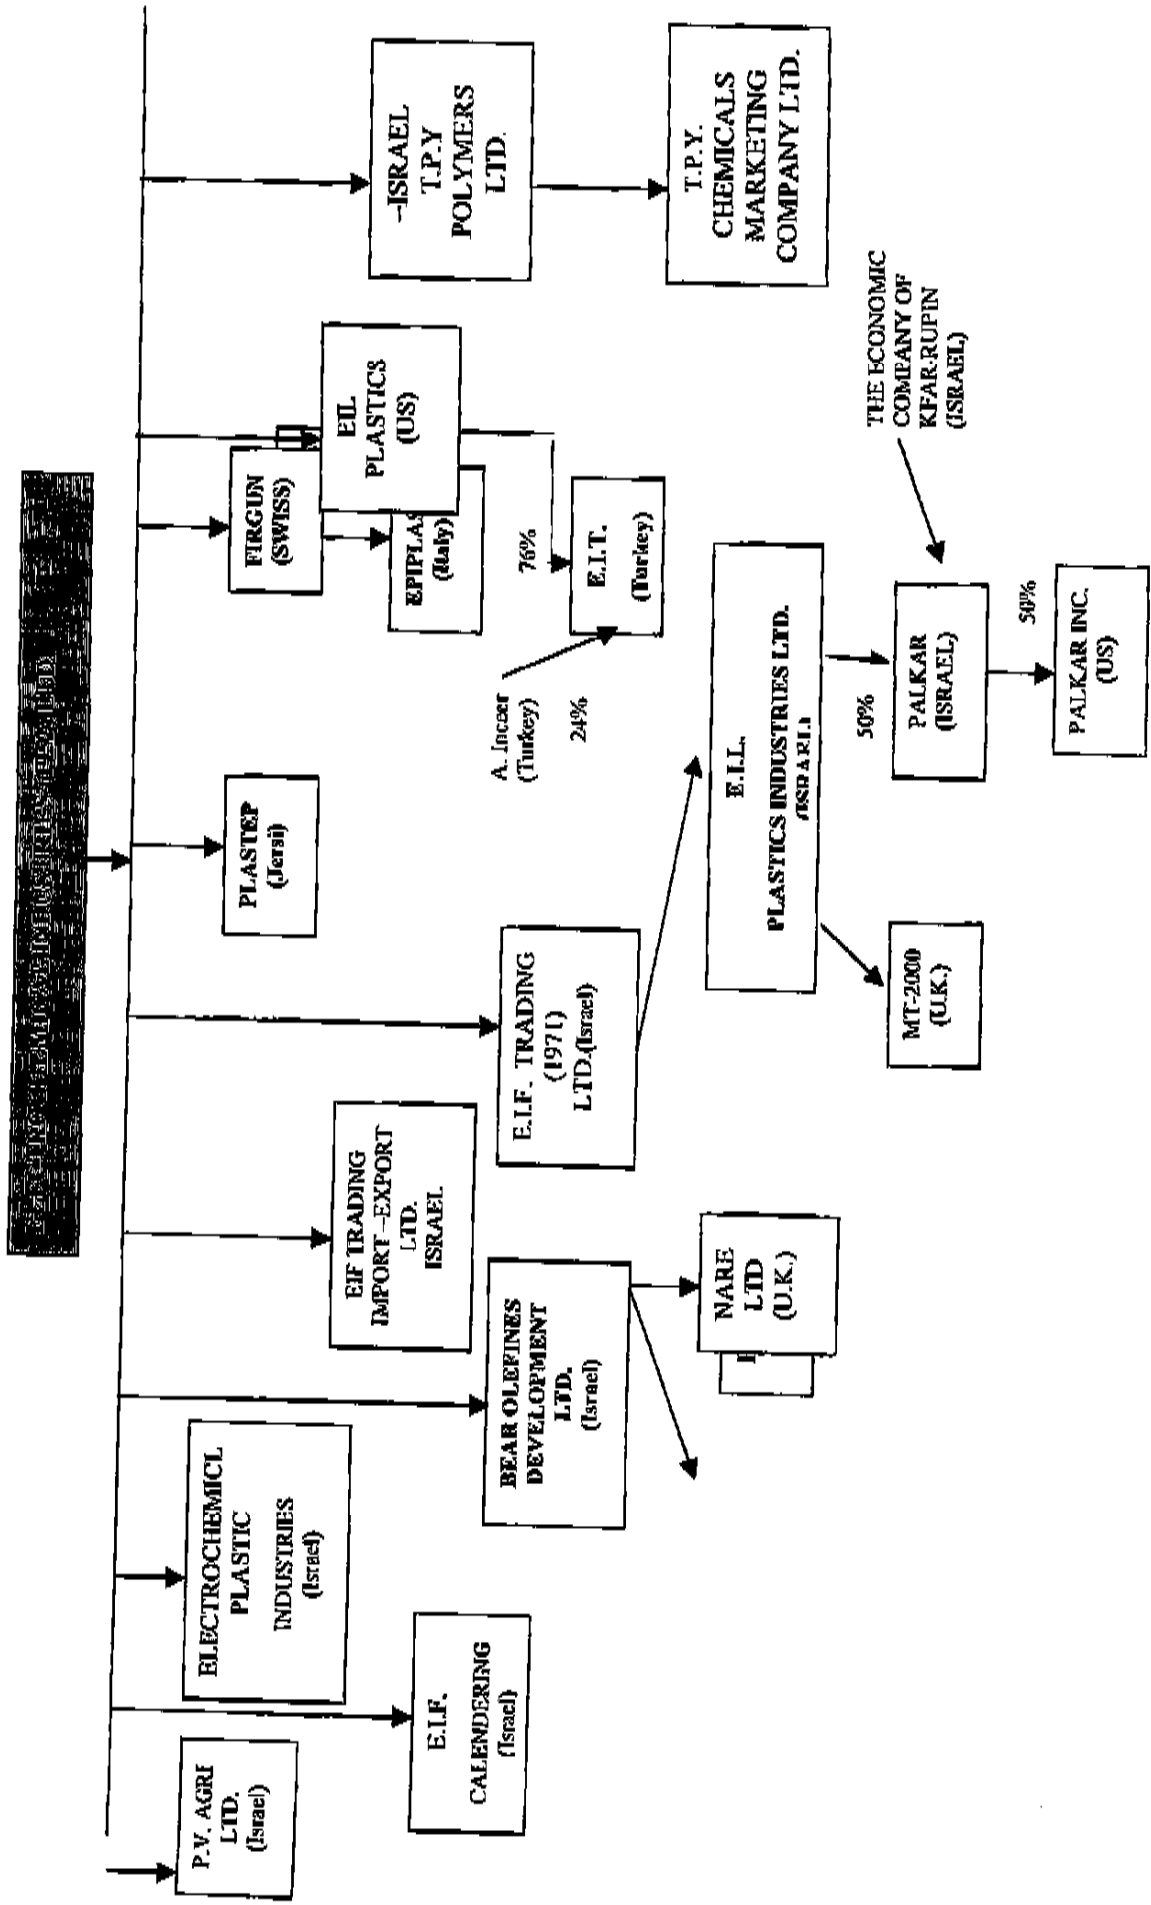 P.V. AGRI
LTD.
(Israel)
E.I.F.
CALENDERING
(Israel)
ELECTROCHEMICL
PLASTIC
INDUSTRIES
(Israel)
BEAR OLEFINES
DEVELOPMENT
LTD.
(Israel)
NARE
LTD
(U.K.)
EIF TRADING
IMPORT –EXPORT
LTD.
ISRAEL
E.I.F. TRADING
(1971)
LTD.(Israel)
PLASTEP
(Jersi)
FIRGUN
(SWISS)
EPIPLAS
(Italy)
EIL
PLASTICS
(US)
76%
E.I.T.
(Turkey)
A. Inceer
(Turkey)
24%
E.I.L.
PLASTICS INDUSTRIES LTD.
(ISRAEL)
MT-2000
(U.K.)
50%
PALKAR
(ISRAEL)
THE ECONOMIC
COMPANY OF
KFAR-RUPIN
(ISRAEL)
50%
PALKAR INC.
(US)
–ISRAEL
T.P.Y
POLYMERS
LTD.
T.P.Y.
CHEMICALS
MARKETING
COMPANY LTD.